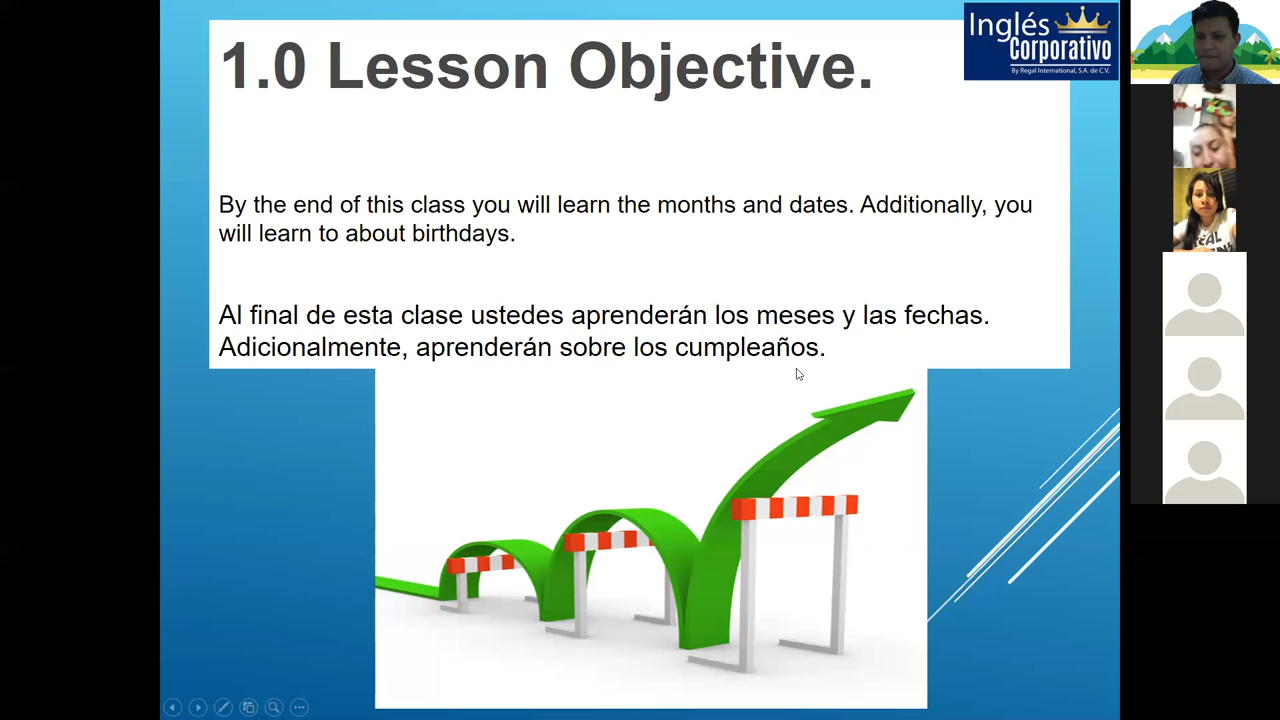 1.0 Lesson Objective.
Inglés
Corporativo
By Regal International, S.A. de C.V.
By the end of this class you will learn the months and dates. Additionally, you
will learn to about birthdays.
Al final de esta clase ustedes aprenderán los meses y las fechas.
Adicionalmente, aprenderán sobre los cumpleaños.